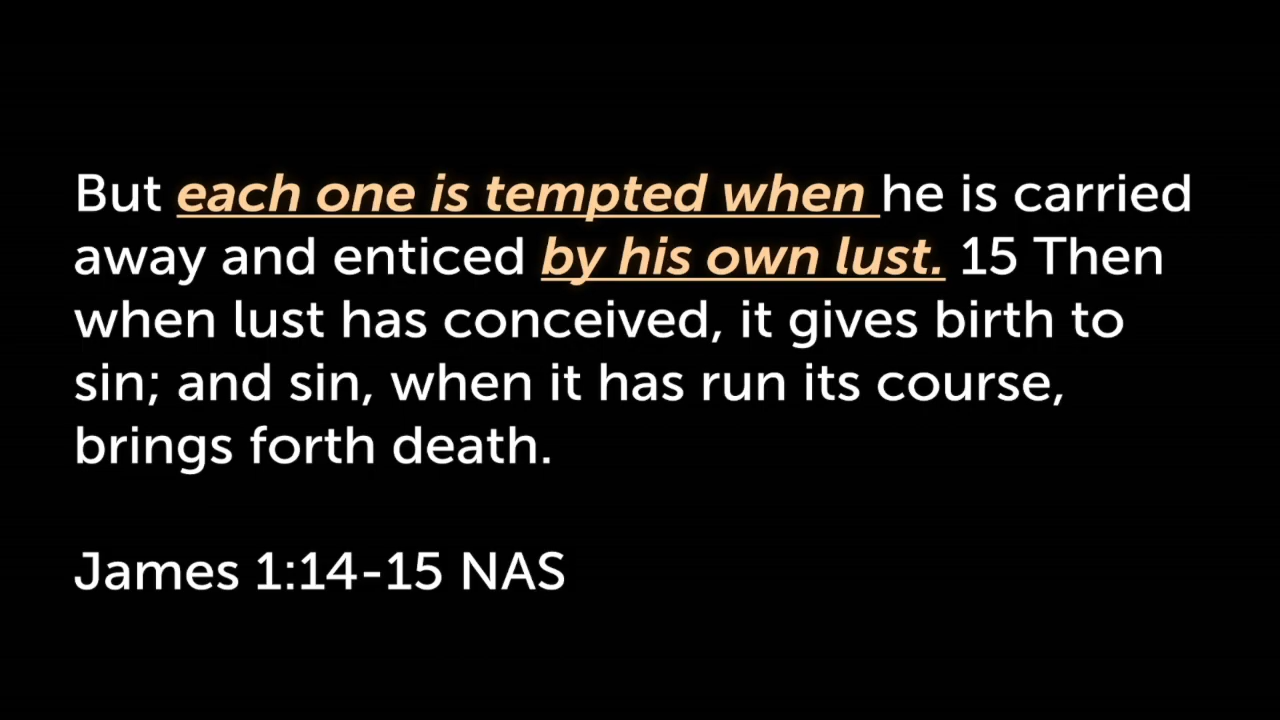 But each one is tempted when he is carried
away and enticed by his own lust. 15 Then
when lust has conceived, it gives birth to
sin; and sin, when it has run its course,
brings forth death.
James 1:14-15 NAS